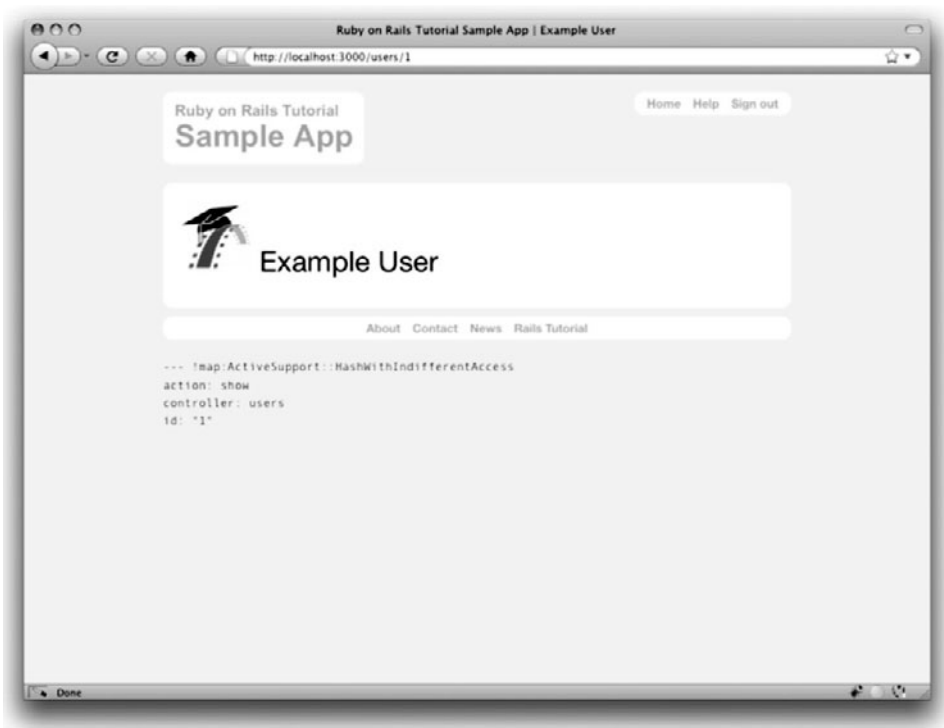 Ruby on Rails Tutorial Sample App | Example User
http://localhost:3000/users/1
Ruby on Rails Tutorial
Sample App
Home Help Sign out
Example User
About Contact News Rails Tutorial
--- !map:ActiveSupport::HashWithIndifferentAccess
action: show
controller: users
id: "1"
Done